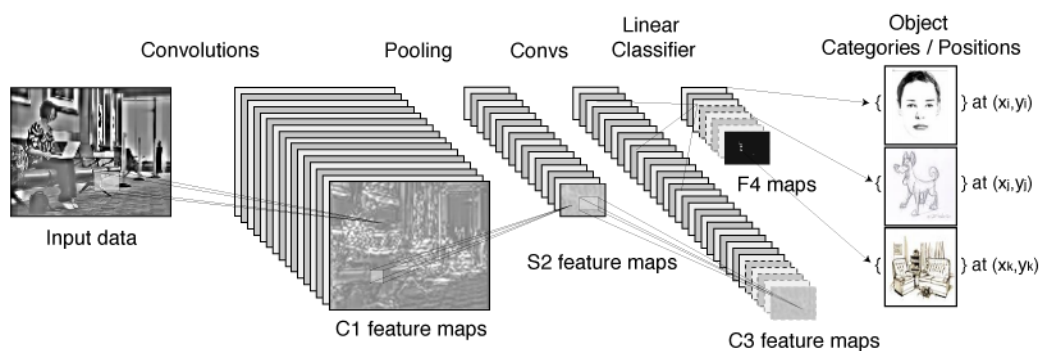 Convolutions
Pooling
Convs
Linear
Classifier
Object
Categories / Positions
{ } at (xi,yi)
{ } at (xj,yj)
{ } at (xk,yk)
Input data
C1 feature maps
S2 feature maps
C3 feature maps
F4 maps